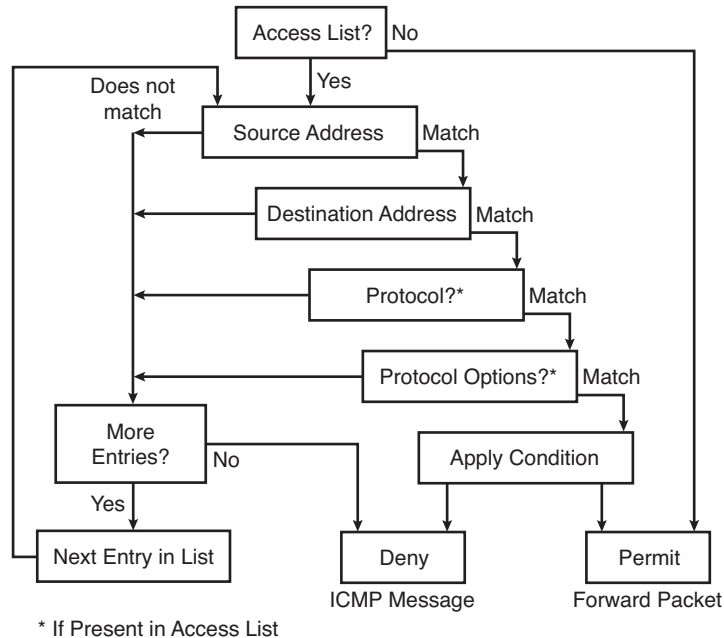 Access List?
No
Yes
Does not
match
Source Address
Match
Destination Address
Match
Protocol?*
Match
Protocol Options?*
Match
More
Entries?
No
Apply Condition
Yes
Next Entry in List
Deny
Permit
ICMP Message
Forward Packet
* If Present in Access List